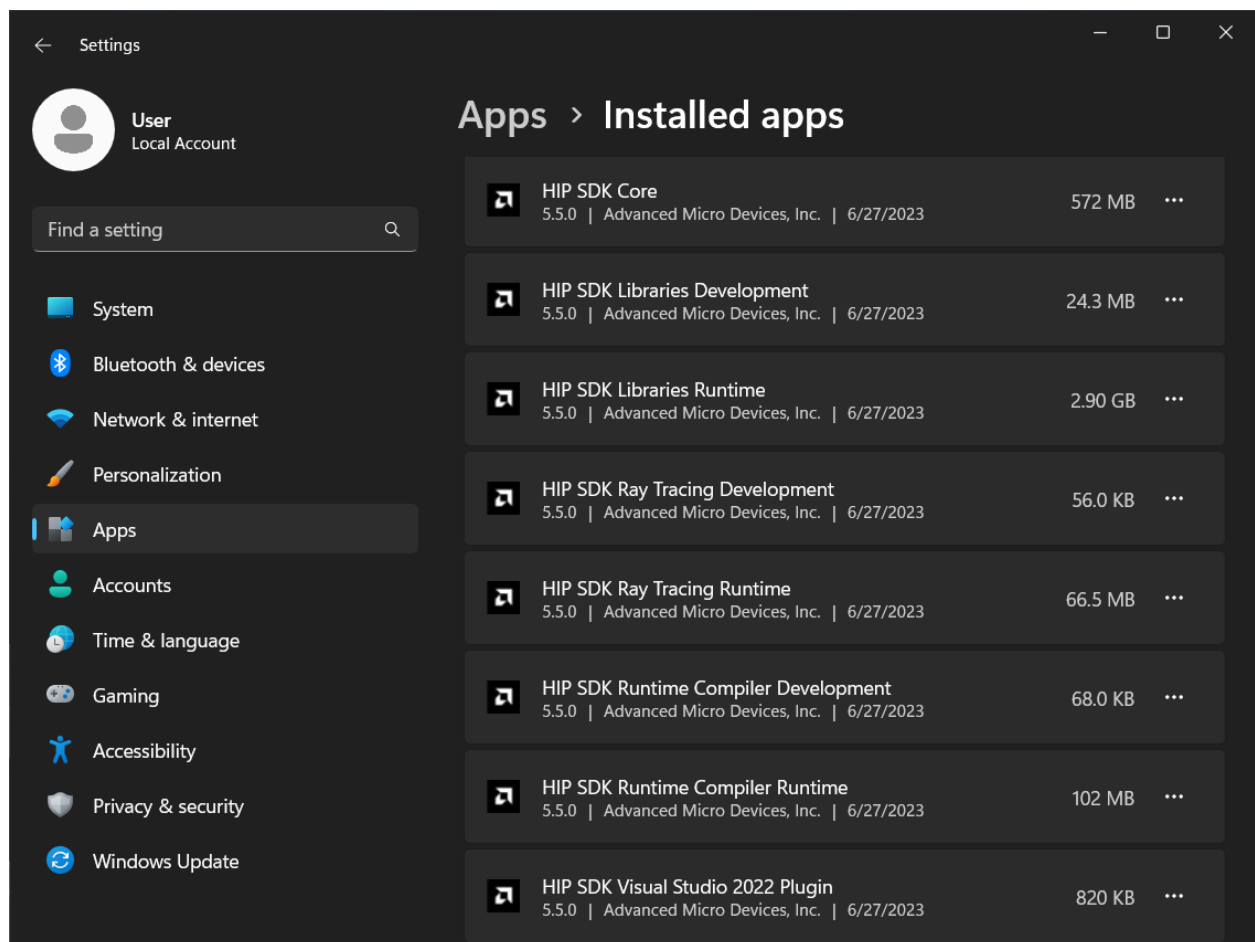 Settings
User
Local Account
Find a setting
System
Bluetooth & devices
Network & internet
Personalization
Apps
Accounts
Time & language
Gaming
Accessibility
Privacy & security
Windows Update
Apps > Installed apps
HIP SDK Core
5.5.0 | Advanced Micro Devices, Inc. | 6/27/2023
572 MB
HIP SDK Libraries Development
5.5.0 | Advanced Micro Devices, Inc. | 6/27/2023
24.3 MB
HIP SDK Libraries Runtime
5.5.0 | Advanced Micro Devices, Inc. | 6/27/2023
2.90 GB
HIP SDK Ray Tracing Development
5.5.0 | Advanced Micro Devices, Inc. | 6/27/2023
56.0 KB
HIP SDK Ray Tracing Runtime
5.5.0 | Advanced Micro Devices, Inc. | 6/27/2023
66.5 MB
HIP SDK Runtime Compiler Development
5.5.0 | Advanced Micro Devices, Inc. | 6/27/2023
68.0 KB
HIP SDK Runtime Compiler Runtime
5.5.0 | Advanced Micro Devices, Inc. | 6/27/2023
102 MB
HIP SDK Visual Studio 2022 Plugin
5.5.0 | Advanced Micro Devices, Inc. | 6/27/2023
820 KB